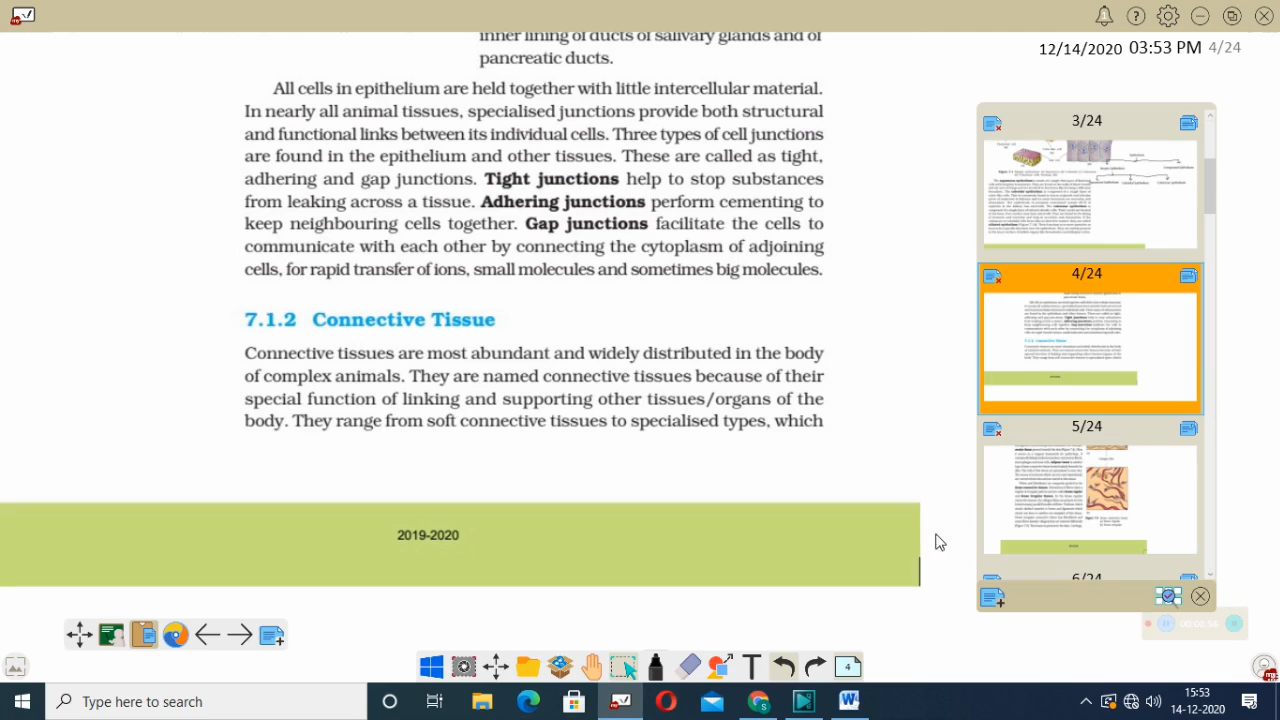 12/14/2020 03:53 PM 4/24
inner lining of ducts of salivary glands and of
pancreatic ducts.
All cells in epithelium are held together with little intercellular material.
In nearly all animal tissues, specialised junctions provide both structural
and functional links between its individual cells. Three types of cell junctions
are found in the epithelium and other tissues. These are called as tight,
adhering and gap junctions. Tight junctions help to stop substances
from leaking across a tissue. Adhering junctions perform cementing to
keep neighbouring cells together. Gap junctions facilitate the cells to
communicate with each other by connecting the cytoplasm of adjoining
cells, for rapid transfer of ions, small molecules and sometimes big molecules.
7.1.2 Connective Tissue
Connective tissues are most abundant and widely distributed in the body
of complex animals. They are named connective tissues because of their
special function of linking and supporting other tissues/organs of the
body. They range from soft connective tissues to specialised types, which
2019-2020
3/24
4/24
5/24
6/24
00:00:56
4
Type here to search
15:53
14-12-2020